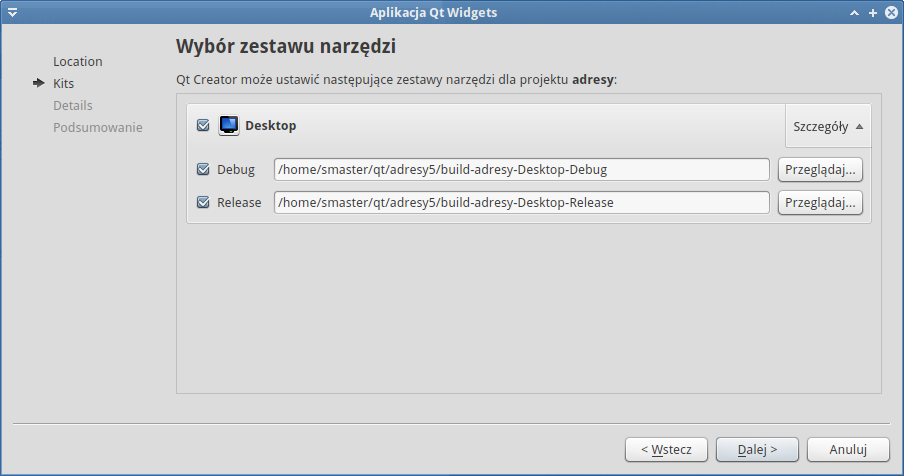 Aplikacja Qt Widgets
Location
Kits
Details
Podsumowanie
Wybór zestawu narzędzi
Qt Creator może ustawić następujące zestawy narzędzi dla projektu adresy:
Desktop
Szczegóły
Debug /home/smaster/qt/adresy5/build-adresy-Desktop-Debug Przeglądaj...
Release /home/smaster/qt/adresy5/build-adresy-Desktop-Release Przeglądaj...
< Wstecz Dalej > Anuluj